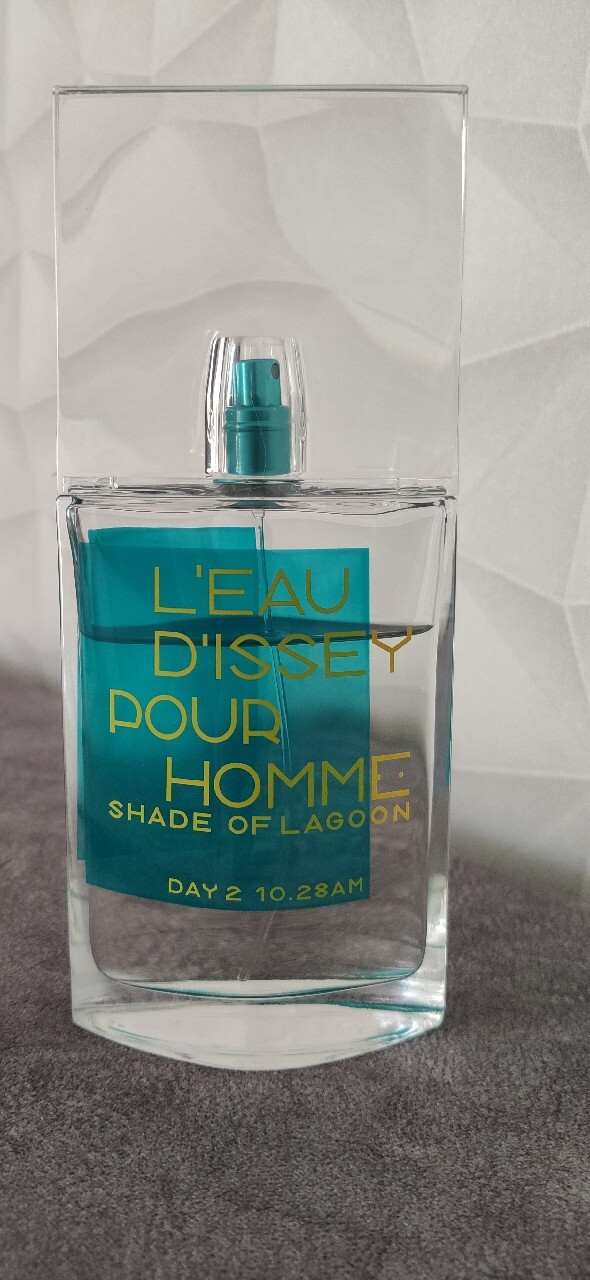 L'EAU
D'ISSEY
POUR
HOMME
SHADE OF LAGOON
DAY 2 10.28AM